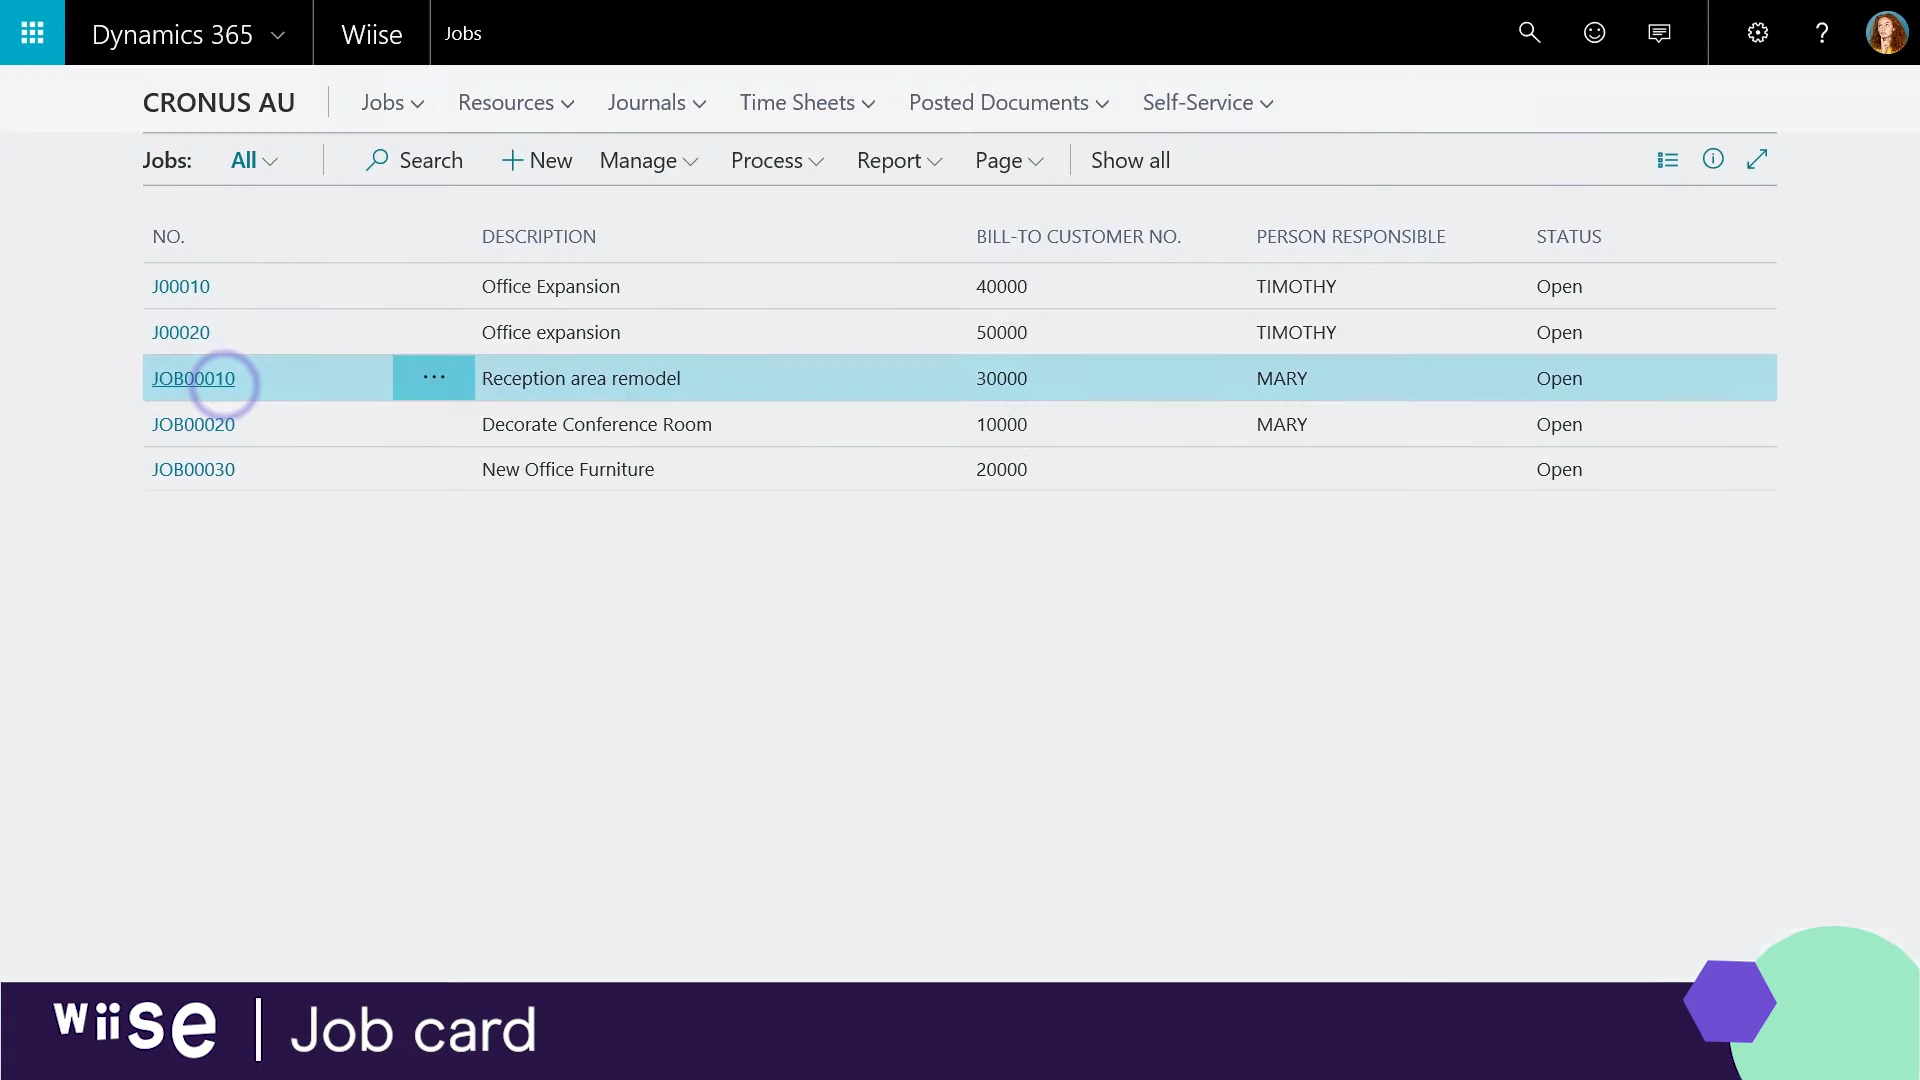 Dynamics 365 Wiise Jobs ?
CRONUS AU Jobs Resources Journals Time Sheets Posted Documents Self-Service
Jobs: All Search New Manage Process Report Page Show all
NO. DESCRIPTION BILL-TO CUSTOMER NO. PERSON RESPONSIBLE STATUS
J00010 Office Expansion 40000 TIMOTHY Open
J00020 Office expansion 50000 TIMOTHY Open
JOB00010 ... Reception area remodel 30000 MARY Open
JOB00020 Decorate Conference Room 10000 MARY Open
JOB00030 New Office Furniture 20000 Open
wiise | Job card